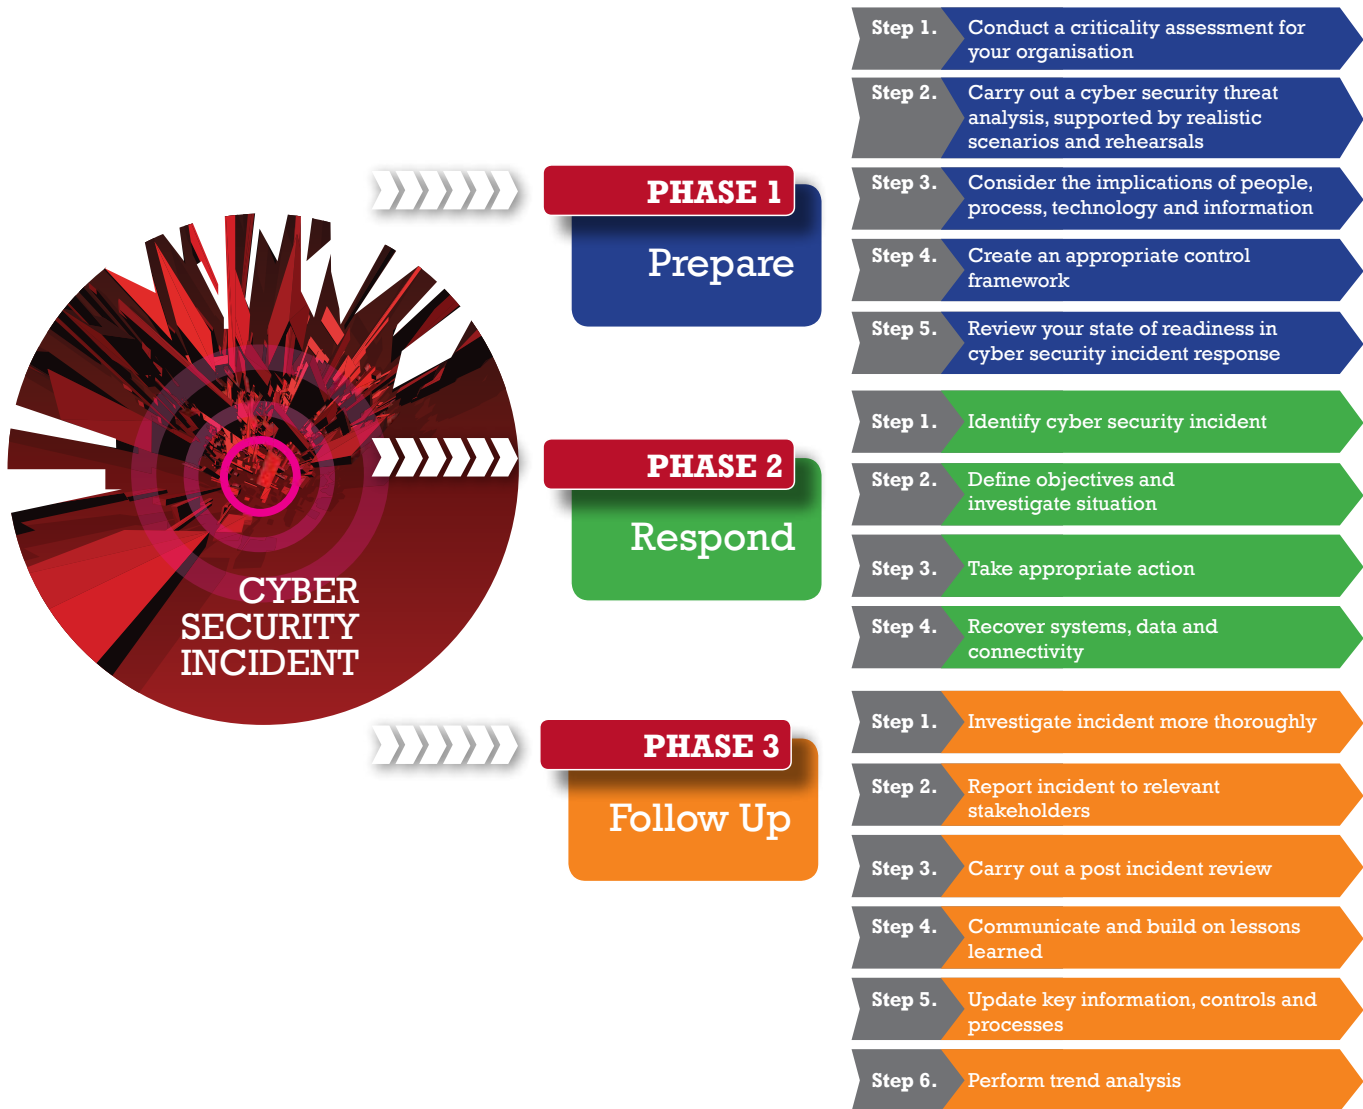 CYBER
SECURITY
INCIDENT
PHASE 1
Prepare
Step 1.
Conduct a criticality assessment for
your organisation
Step 2.
Carry out a cyber security threat
analysis, supported by realistic
scenarios and rehearsals
Step 3.
Consider the implications of people,
process, technology and information
Step 4.
Create an appropriate control
framework
Step 5.
Review your state of readiness in
cyber security incident response
PHASE 2
Respond
Step 1.
Identify cyber security incident
Step 2.
Define objectives and
investigate situation
Step 3.
Take appropriate action
Step 4.
Recover systems, data and
connectivity
PHASE 3
Follow Up
Step 1.
Investigate incident more thoroughly
Step 2.
Report incident to relevant
stakeholders
Step 3.
Carry out a post incident review
Step 4.
Communicate and build on lessons
learned
Step 5.
Update key information, controls and
processes
Step 6.
Perform trend analysis